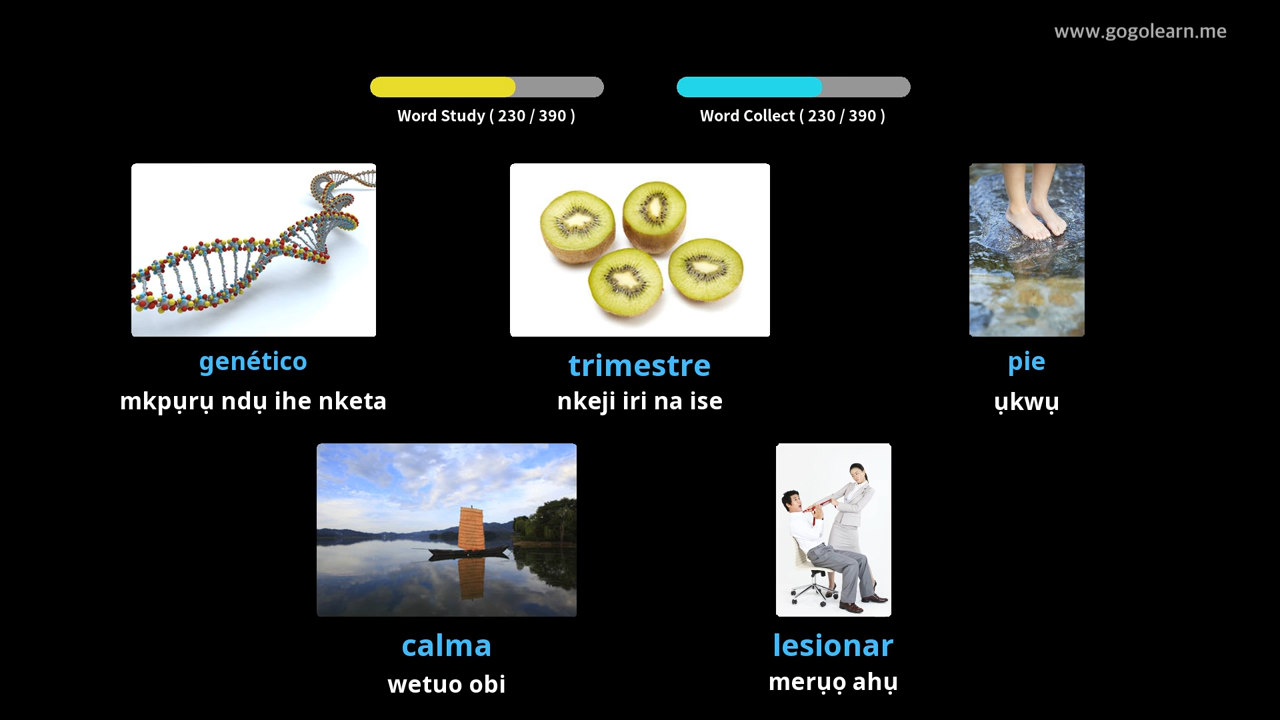 www.gogolearn.me
Word Study ( 230 / 390 )
Word Collect ( 230 / 390 )
genético
mkpụrụ ndụ ihe nketa
trimestre
nkeji iri na ise
pie
ụkwụ
calma
wetuo obi
lesionar
merụọ ahụ